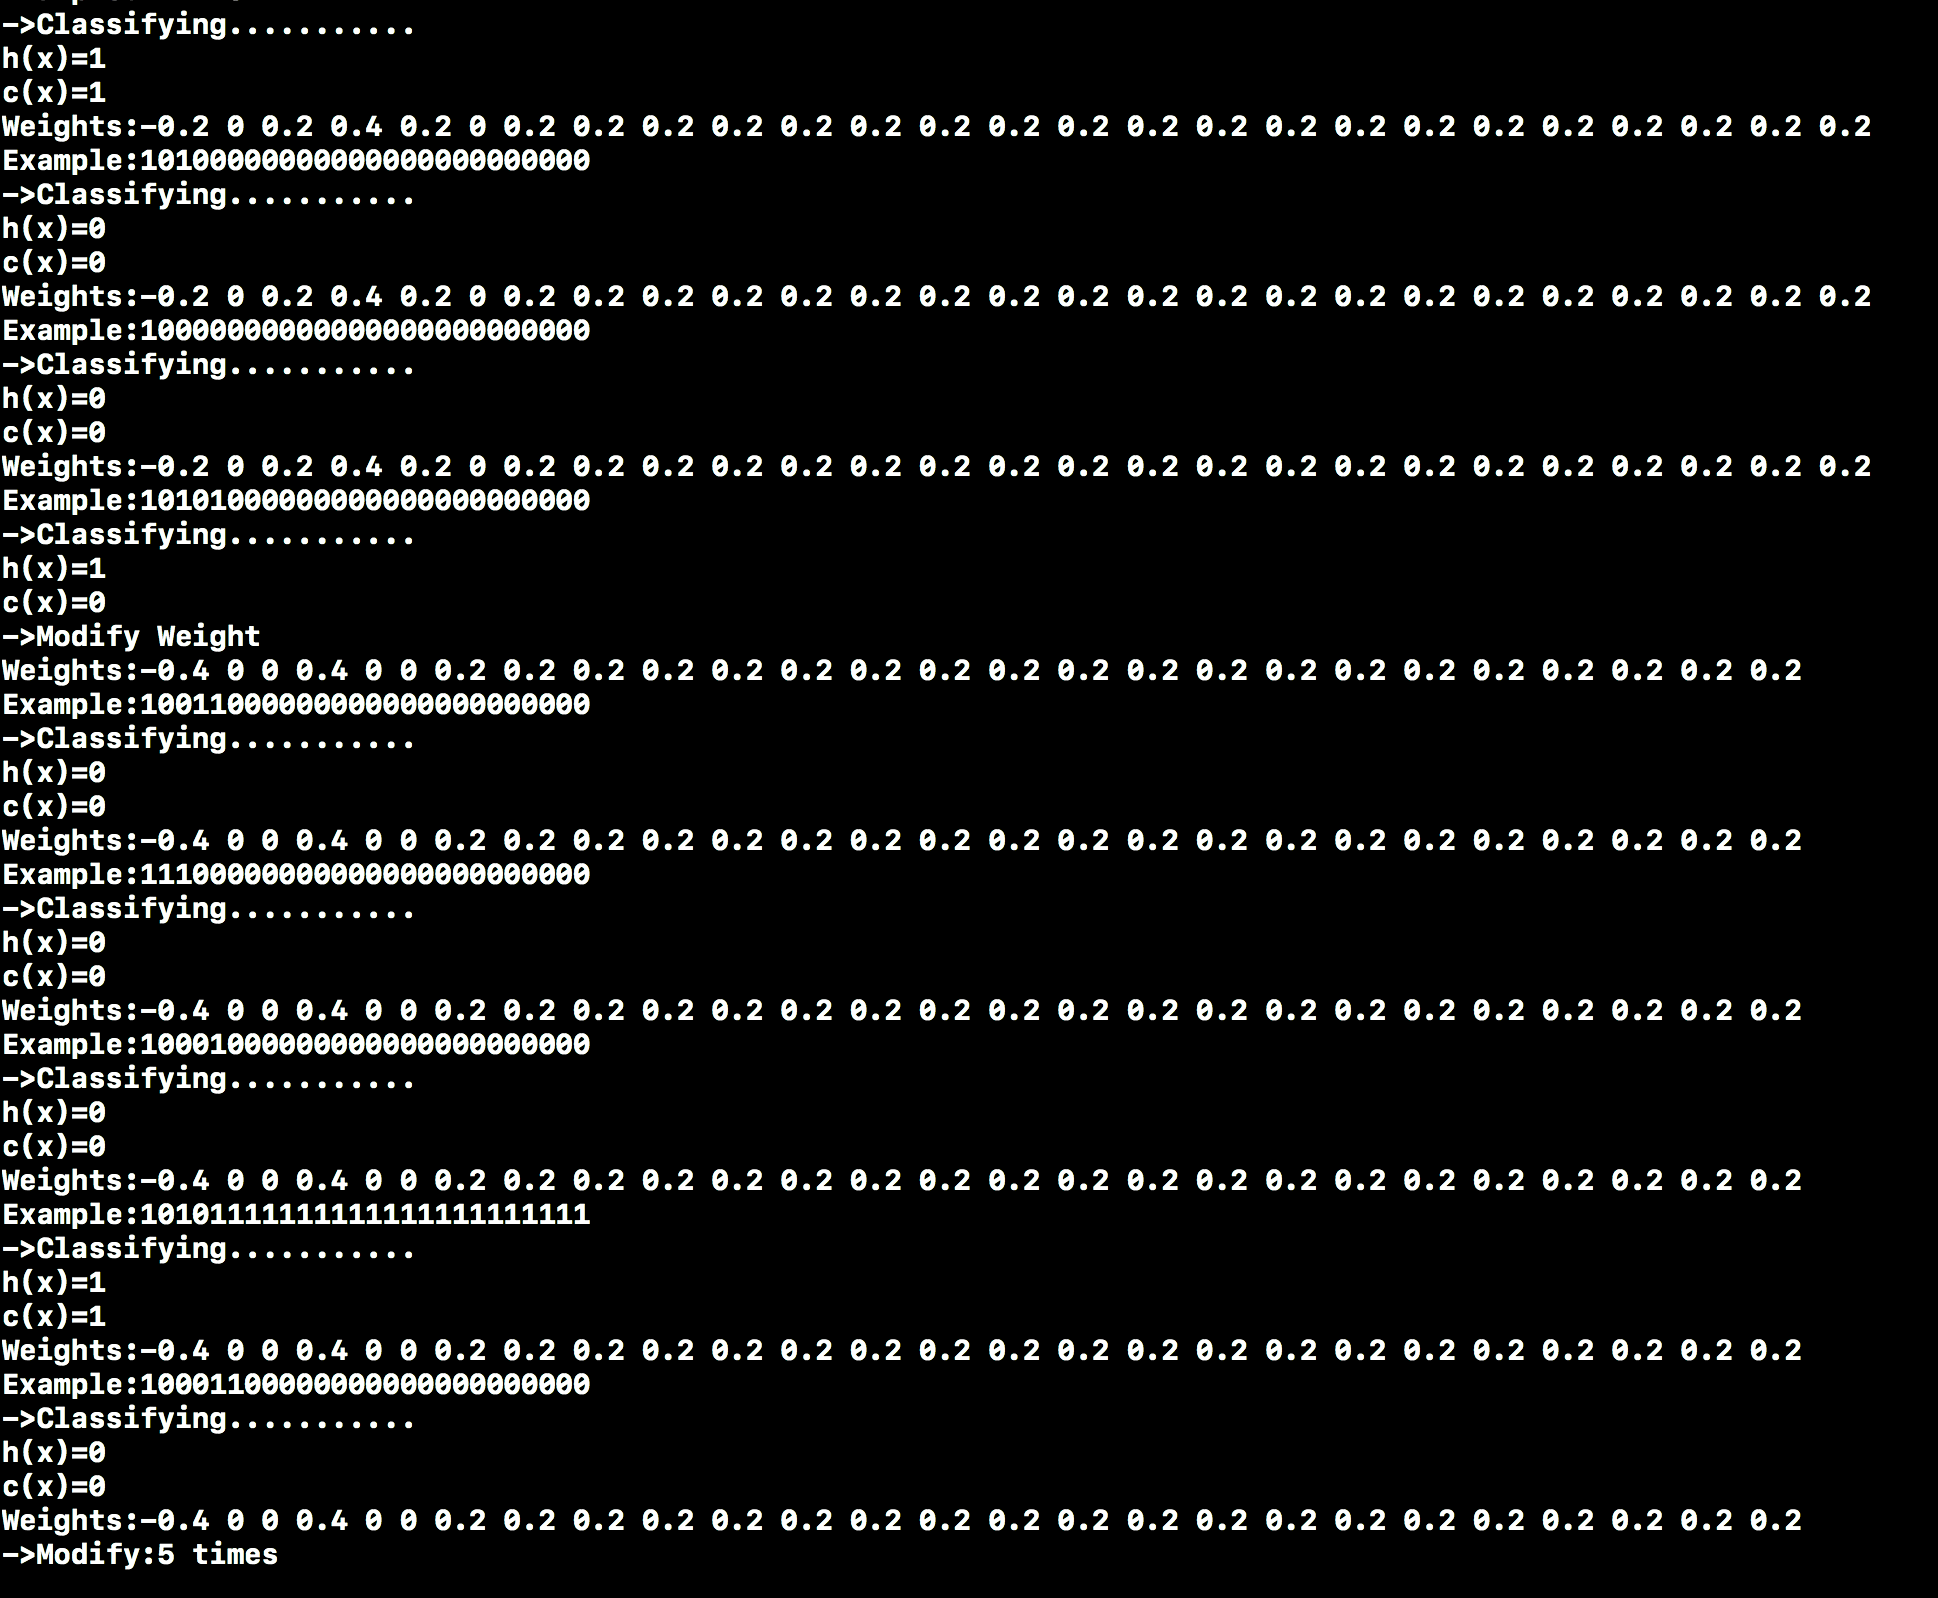 ->Classifying...........
h(x)=1
c(x)=1
Weights:-0.2 0 0.2 0.4 0.2 0 0.2 0.2 0.2 0.2 0.2 0.2 0.2 0.2 0.2 0.2 0.2 0.2 0.2 0.2 0.2 0.2 0.2 0.2 0.2 0.2
Example:10100000000000000000000000
->Classifying...........
h(x)=0
c(x)=0
Weights:-0.2 0 0.2 0.4 0.2 0 0.2 0.2 0.2 0.2 0.2 0.2 0.2 0.2 0.2 0.2 0.2 0.2 0.2 0.2 0.2 0.2 0.2 0.2 0.2 0.2
Example:10000000000000000000000000
->Classifying...........
h(x)=0
c(x)=0
Weights:-0.2 0 0.2 0.4 0.2 0 0.2 0.2 0.2 0.2 0.2 0.2 0.2 0.2 0.2 0.2 0.2 0.2 0.2 0.2 0.2 0.2 0.2 0.2 0.2 0.2
Example:10101000000000000000000000
->Classifying...........
h(x)=1
c(x)=0
->Modify Weight
Weights:-0.4 0 0 0.4 0 0 0.2 0.2 0.2 0.2 0.2 0.2 0.2 0.2 0.2 0.2 0.2 0.2 0.2 0.2 0.2 0.2 0.2 0.2 0.2 0.2
Example:10011000000000000000000000
->Classifying...........
h(x)=0
c(x)=0
Weights:-0.4 0 0 0.4 0 0 0.2 0.2 0.2 0.2 0.2 0.2 0.2 0.2 0.2 0.2 0.2 0.2 0.2 0.2 0.2 0.2 0.2 0.2 0.2 0.2
Example:11100000000000000000000000
->Classifying...........
h(x)=0
c(x)=0
Weights:-0.4 0 0 0.4 0 0 0.2 0.2 0.2 0.2 0.2 0.2 0.2 0.2 0.2 0.2 0.2 0.2 0.2 0.2 0.2 0.2 0.2 0.2 0.2 0.2
Example:10001000000000000000000000
->Classifying...........
h(x)=0
c(x)=0
Weights:-0.4 0 0 0.4 0 0 0.2 0.2 0.2 0.2 0.2 0.2 0.2 0.2 0.2 0.2 0.2 0.2 0.2 0.2 0.2 0.2 0.2 0.2 0.2 0.2
Example:10101111111111111111111111
->Classifying...........
h(x)=1
c(x)=1
Weights:-0.4 0 0 0.4 0 0 0.2 0.2 0.2 0.2 0.2 0.2 0.2 0.2 0.2 0.2 0.2 0.2 0.2 0.2 0.2 0.2 0.2 0.2 0.2 0.2
Example:10001100000000000000000000
->Classifying...........
h(x)=0
c(x)=0
Weights:-0.4 0 0 0.4 0 0 0.2 0.2 0.2 0.2 0.2 0.2 0.2 0.2 0.2 0.2 0.2 0.2 0.2 0.2 0.2 0.2 0.2 0.2 0.2 0.2
->Modify:5 times